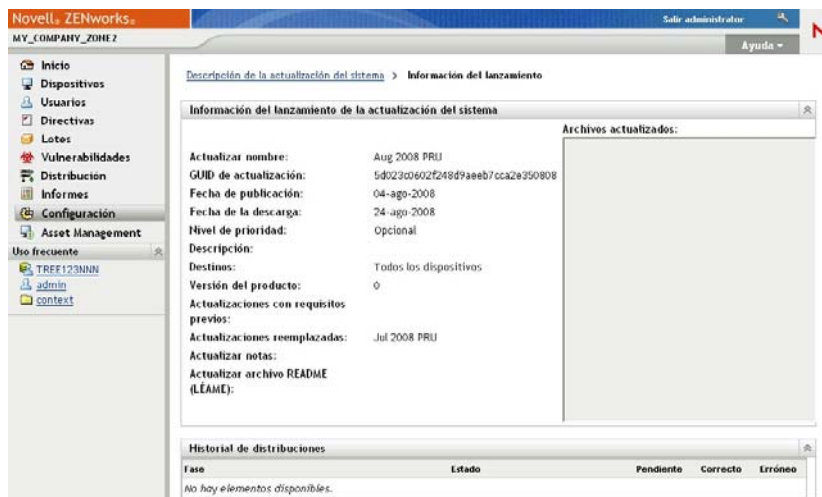 Novell® ZENworks®
Salir administrator
MY_COMPANY_ZONE2
Ayuda
Inicio
Dispositivos
Usuarios
Directivas
Lotes
Vulnerabilidades
Distribución
Informes
Configuración
Asset Management
Uso frecuente
TREE123NNN
admin
context
Descripción de la actualización del sistema > Información del lanzamiento
Información del lanzamiento de la actualización del sistema
Archivos actualizados:
Actualizar nombre: Aug 2008 PRU
GUID de actualización: 5d023c0602f248d9aeeb7cca2e350808
Fecha de publicación: 04-ago-2008
Fecha de la descarga: 24-ago-2008
Nivel de prioridad: Opcional
Descripción:
Destinos: Todos los dispositivos
Versión del producto: 0
Actualizaciones con requisitos
previos:
Actualizaciones reemplazadas: Jul 2008 PRU
Actualizar notas:
Actualizar archivo README
(LÉAME):
Historial de distribuciones
Fase Estado Pendiente Correcto Erróneo
No hay elementos disponibles.